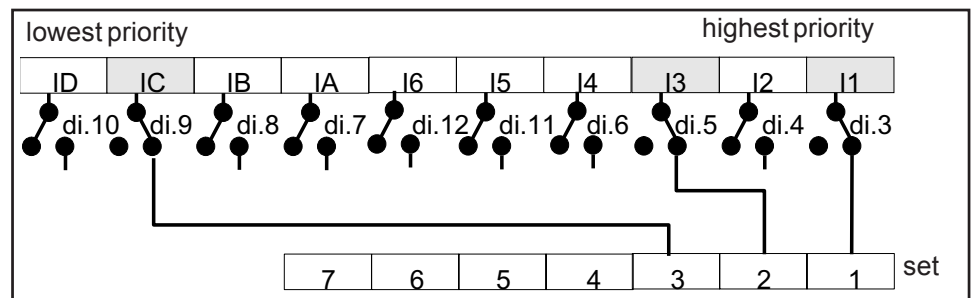 lowest priority highest priority
ID IC IB IA I6 I5 I4 I3 I2 I1
di.10 di.9 di.8 di.7 di.12 di.11 di.6 di.5 di.4 di.3
7 6 5 4 3 2 1 set